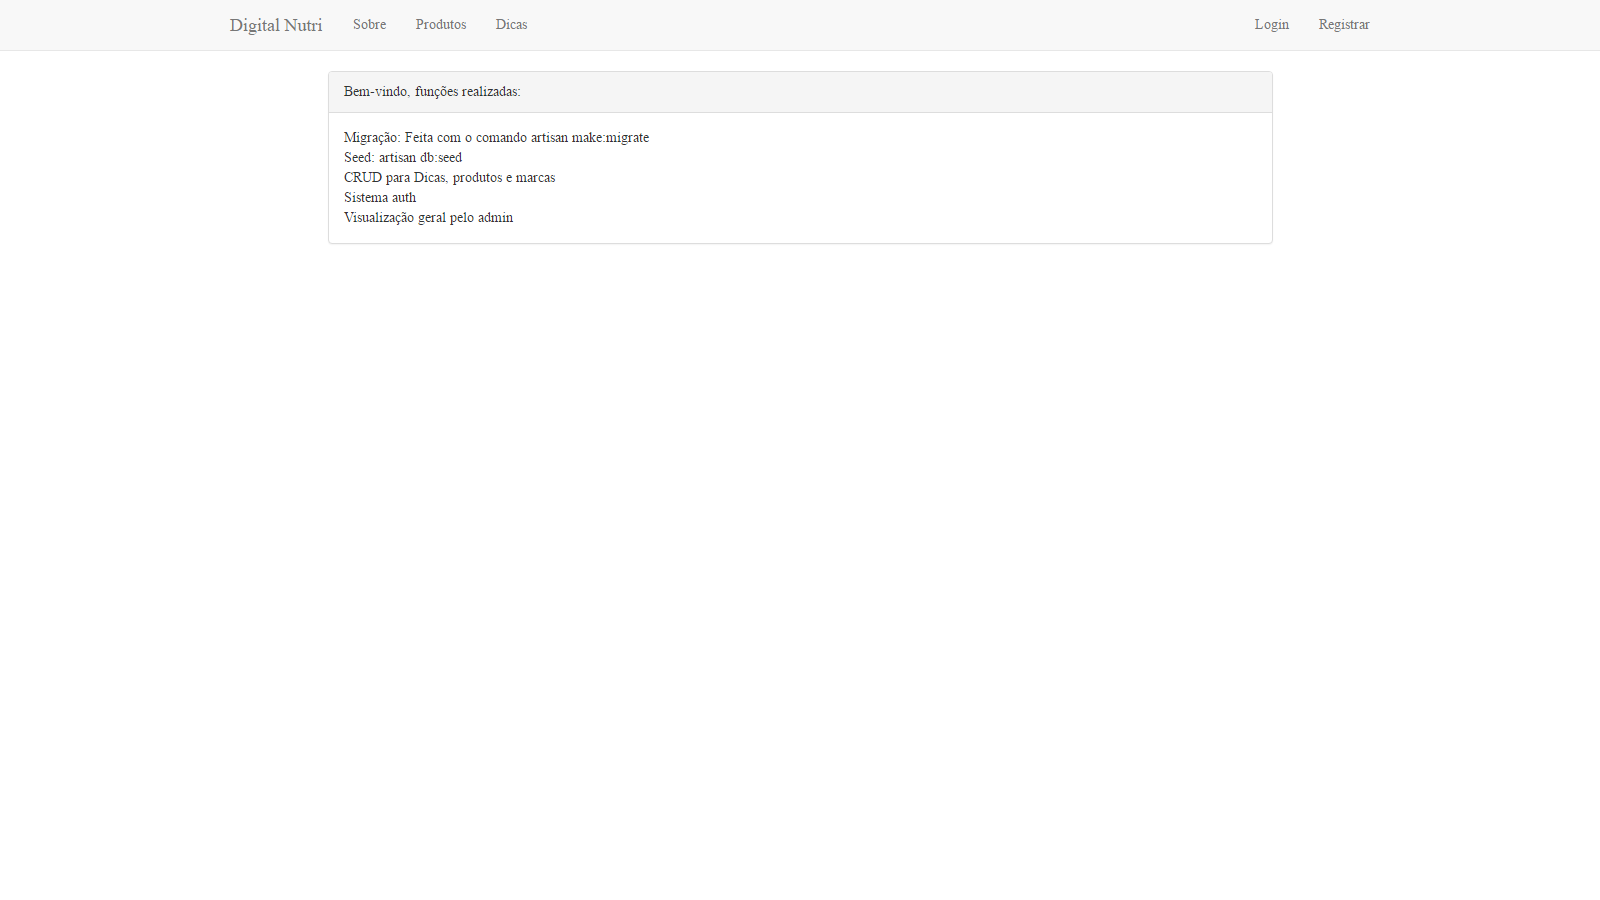 Digital Nutri Sobre Produtos Dicas Login Registrar
Bem-vindo, funções realizadas:
Migração: Feita com o comando artisan make:migrate
Seed: artisan db:seed
CRUD para Dicas, produtos e marcas
Sistema auth
Visualização geral pelo admin